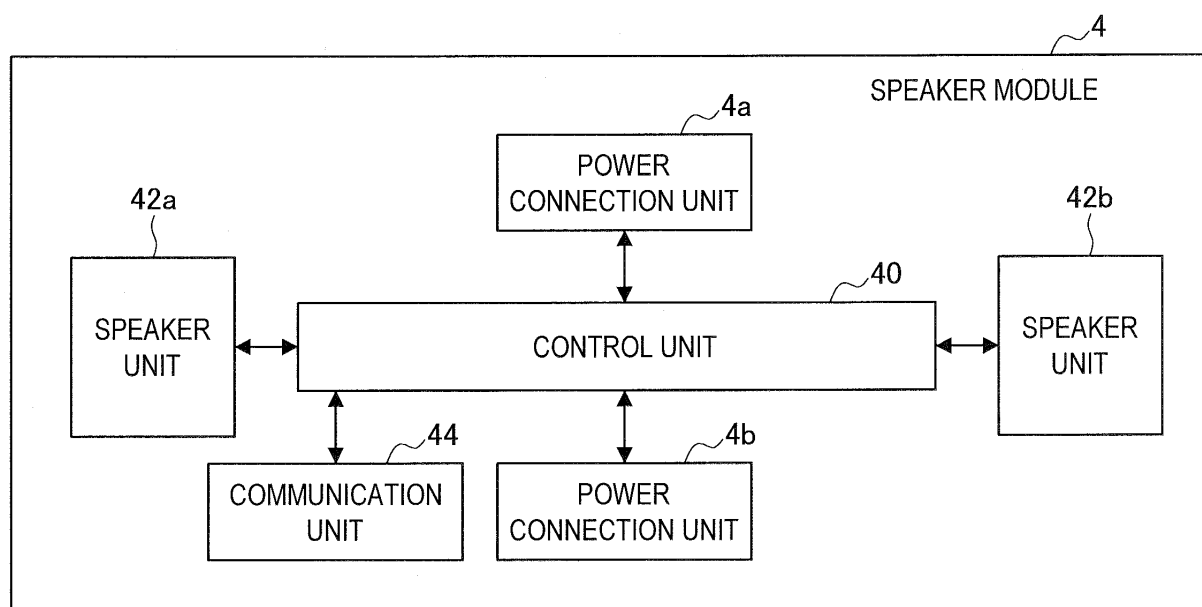 4
SPEAKER MODULE
4a
POWER
CONNECTION UNIT
42a
42b
SPEAKER
UNIT
40
CONTROL UNIT
SPEAKER
UNIT
44
4b
COMMUNICATION
UNIT
POWER
CONNECTION UNIT